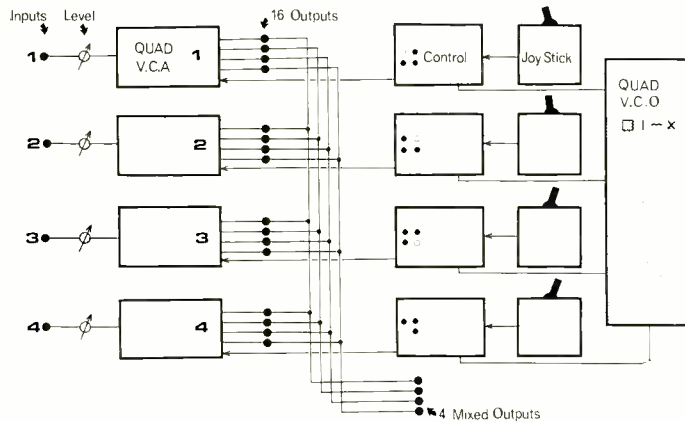 Inputs Level
16 Outputs
1
QUAD
V.C.A
1
Control
Joy Stick
QUAD
V.C.O
2
2
3
3
4
4
4 Mixed Outputs